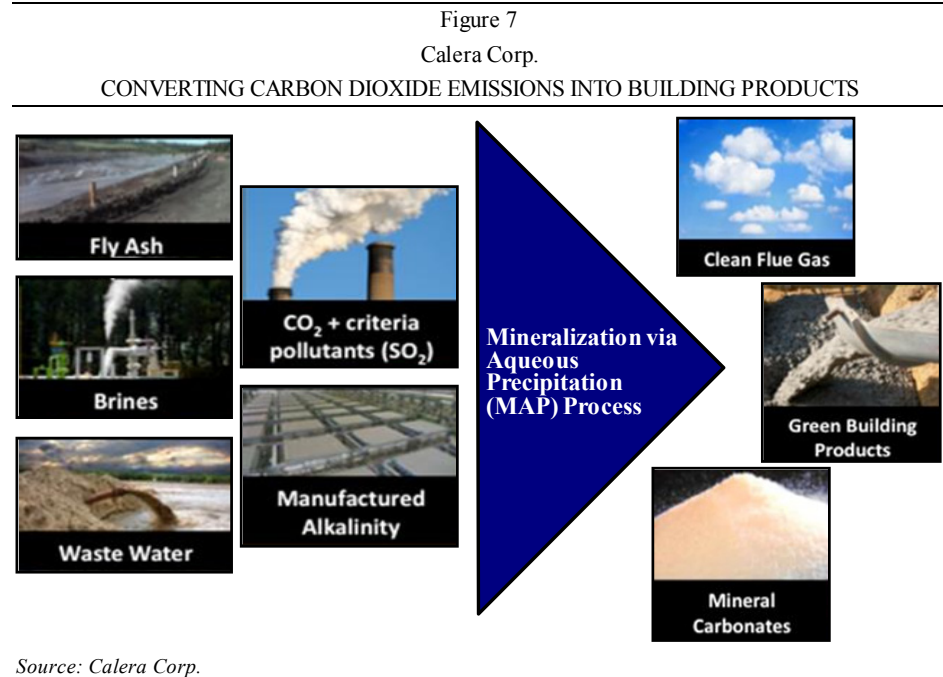 Figure 7
Calera Corp.
CONVERTING CARBON DIOXIDE EMISSIONS INTO BUILDING PRODUCTS
Fly Ash
Brines
Waste Water
CO₂ + criteria
pollutants (SO₂)
Manufactured
Alkalinity
Mineralization via
Aqueous
Precipitation
(MAP) Process
Clean Flue Gas
Green Building
Products
Mineral
Carbonates
Source: Calera Corp.